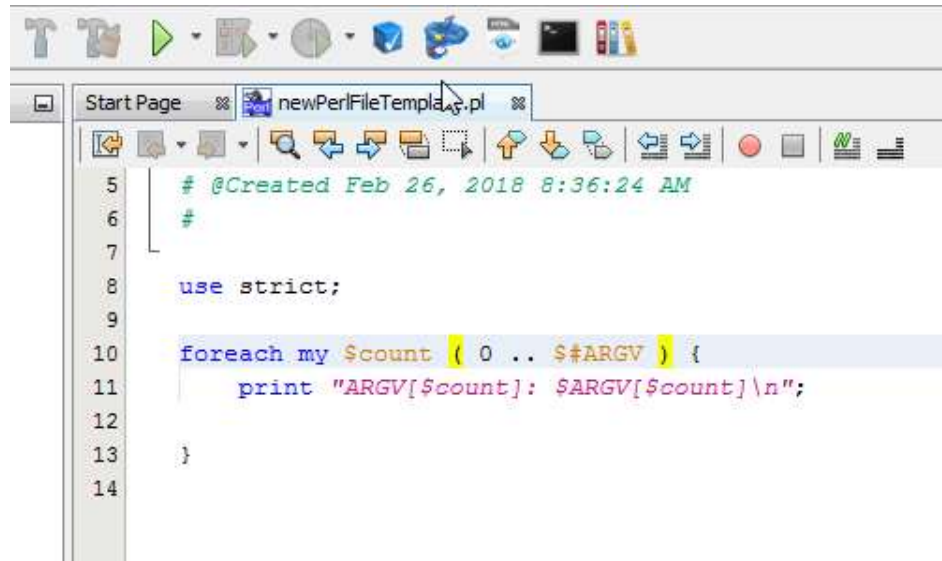 Start Page newPerlFileTemplate.pl
5 # @Created Feb 26, 2018 8:36:24 AM
6 #
7
8 use strict;
9
10 foreach my $count ( 0 .. $#ARGV ) {
11 print "ARGV[$count]: $ARGV[$count]\n";
12
13 }
14